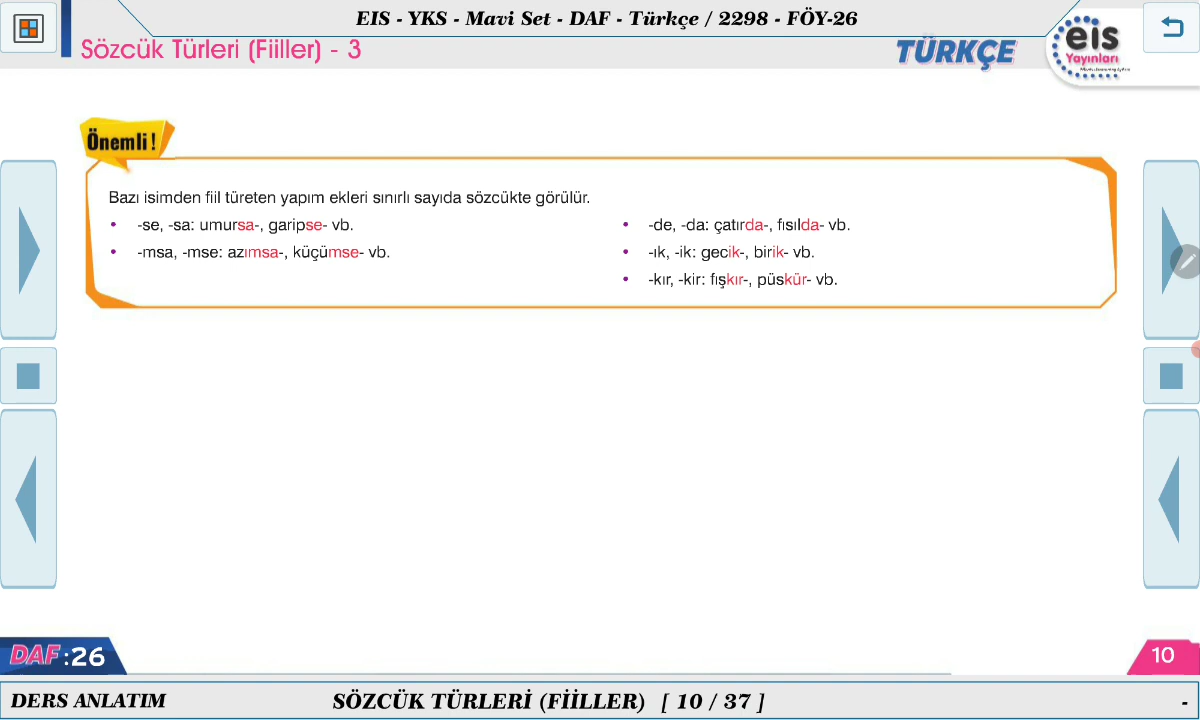 EIS - YKS - Mavi Set - DAF - Türkçe / 2298 - FÖY-26
Sözcük Türleri (Fiiller) - 3
TÜRKÇE
eis
Yayınları
Önemli !
Bazı isimden fiil türeten yapım ekleri sınırlı sayıda sözcükte görülür.
• -se, -sa: umursa-, garipse- vb.
• -msa, -mse: azımsa-, küçümse- vb.
• -de, -da: çatırda-, fısılda- vb.
• -ık, -ik: gecik-, birik- vb.
• -kır, -kir: fışkır-, püskür- vb.
DAF :26
10
DERS ANLATIM
SÖZCÜK TÜRLERİ (FİİLLER) [ 10 / 37 ]
-